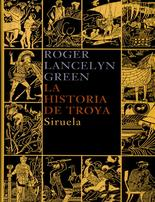 ROGER
LANCELYN
GREEN
LA
HISTORIA
DE TROYA
Siruela